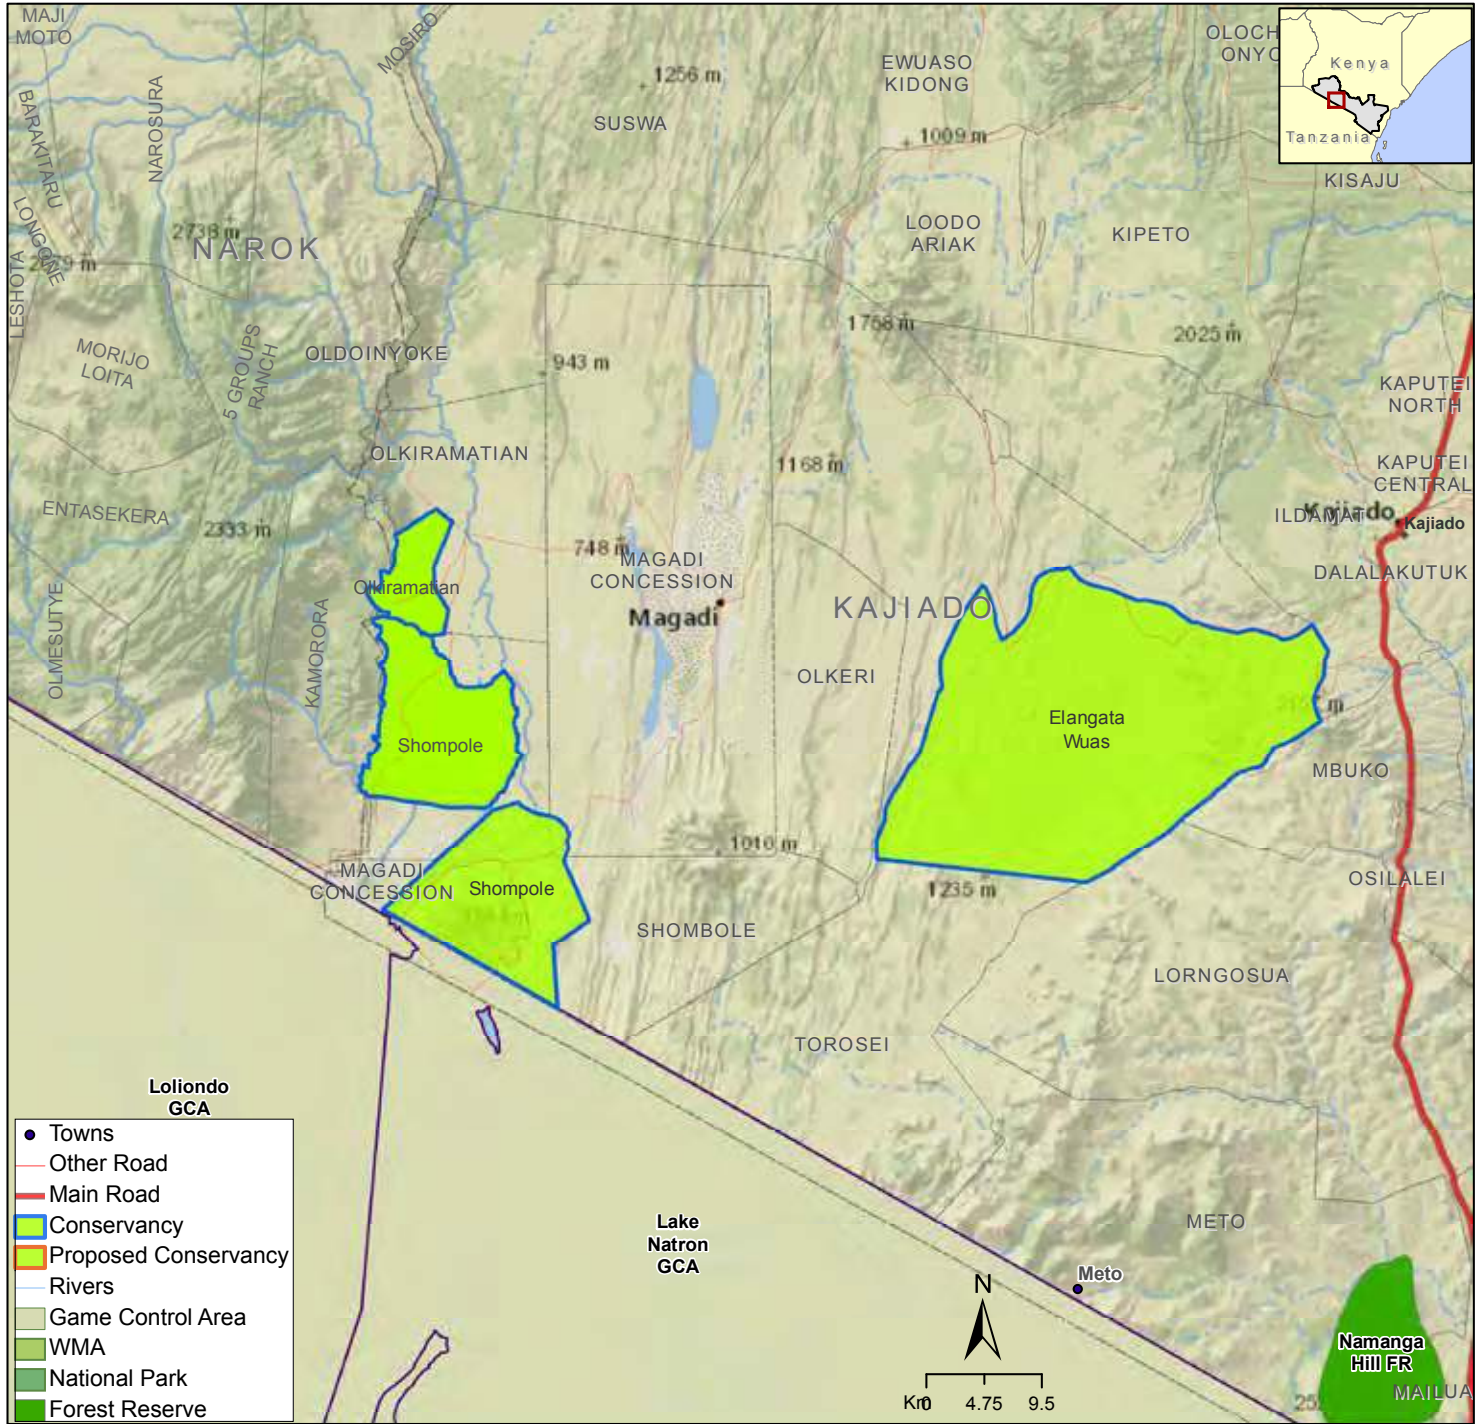 MAJI
MOTO
MOSIRO
1256 m
EWUASO
KIDONG
Kenya
Tanzania
BARAKITARU
NAROSURA
SUSWA
1009 m
KISAJU
LONGONE
2738 m
NAROK
LOODO
ARIAK
KIPETO
LESHOTA
MORIJO
LOITA
5 GROUPS
RANCH
OLDOINYOKE
943 m
1758 m
2025 m
KAPUTEI
NORTH
OLKIRAMATIAN
1168 m
KAPUTEI
CENTRAL
ENTASEKERA
2333 m
ILDAMAT
Kajiado
Kajiado
748 m
MAGADI
CONCESSION
DALALAKUTUK
Olkiramatian
Magadi
KAJIADO
OLMESUTYE
KAMORORA
OLKERI
Shompole
Elangata
Wuas
MBUKO
1010 m
MAGADI
CONCESSION
Shompole
1235 m
OSILALEI
SHOMBOLE
LORNGOSUA
TOROSEI
Loliondo
GCA
Lake
Natron
GCA
METO
Meto
N
Km
0 4.75 9.5
Namanga
Hill FR
MAILUA
Towns
Other Road
Main Road
Conservancy
Proposed Conservancy
Rivers
Game Control Area
WMA
National Park
Forest Reserve